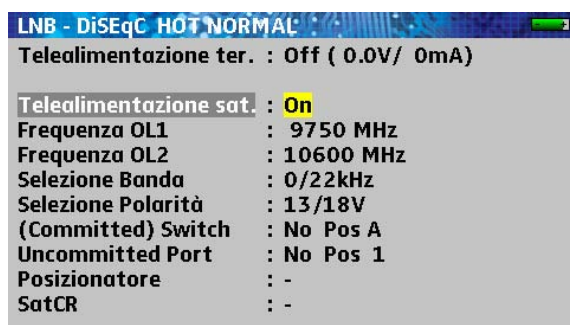 LNB - DiSEqC HOT NORMAL :
Telealimentazione ter. : Off ( 0.0V/ 0mA)
Telealimentazione sat. : On
Frequenza OL1 : 9750 MHz
Frequenza OL2 : 10600 MHz
Selezione Banda : 0/22kHz
Selezione Polarità : 13/18V
(Committed) Switch : No Pos A
Uncommitted Port : No Pos 1
Posizionatore : -
SatCR : -